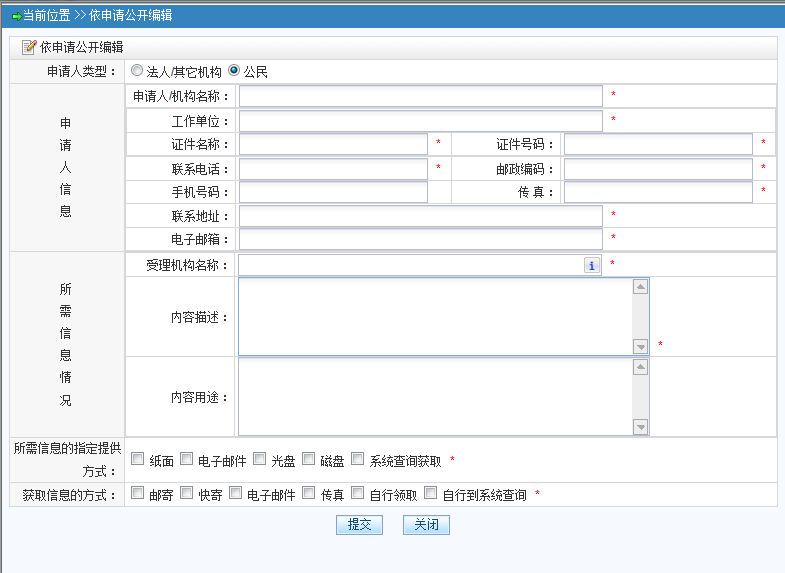 当前位置 >> 依申请公开编辑
依申请公开编辑
申请人类型： 法人/其它机构 公民
申请人信息
申请人/机构名称： *
工作单位： *
证件名称： * 证件号码： *
联系电话： * 邮政编码： *
手机号码： 传 真： *
联系地址： *
电子邮箱： *
所需信息情况
受理机构名称： i *
内容描述： *
内容用途：
所需信息的指定提供
方式： 纸面 电子邮件 光盘 磁盘 系统查询获取 *
获取信息的方式： 邮寄 快寄 电子邮件 传真 自行领取 自行到系统查询 *
提交 关闭